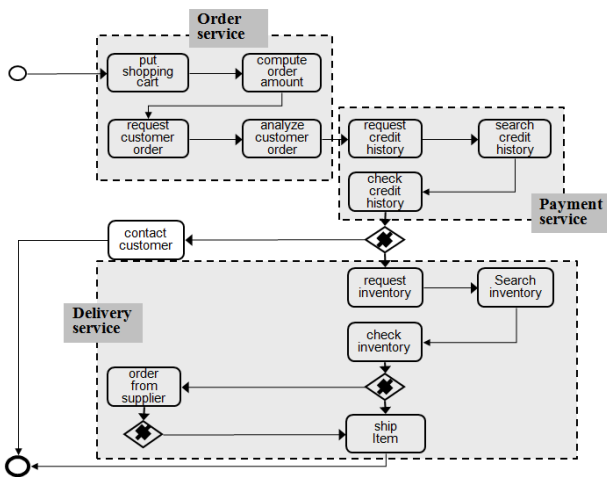 Order
service
put
shopping
cart
compute
order
amount
request
customer
order
analyze
customer
order
request
credit
history
search
credit
history
check
credit
history
Payment
service
contact
customer
request
inventory
Search
inventory
Delivery
service
check
inventory
order
from
supplier
ship
Item